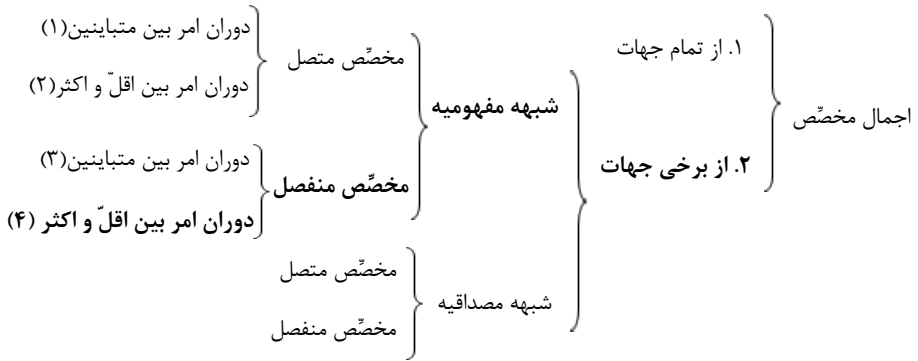 اجمال مخصِّص
۱. از تمام جهات
۲. از برخی جهات
شبهه مفهومیه
مخصِّص متصل
دوران امر بین متباینین(۱)
دوران امر بین اقلّ و اکثر(۲)
مخصِّص منفصل
دوران امر بین متباینین(۳)
دوران امر بین اقلّ و اکثر (۴)
شبهه مصداقیه
مخصِّص متصل
مخصِّص منفصل